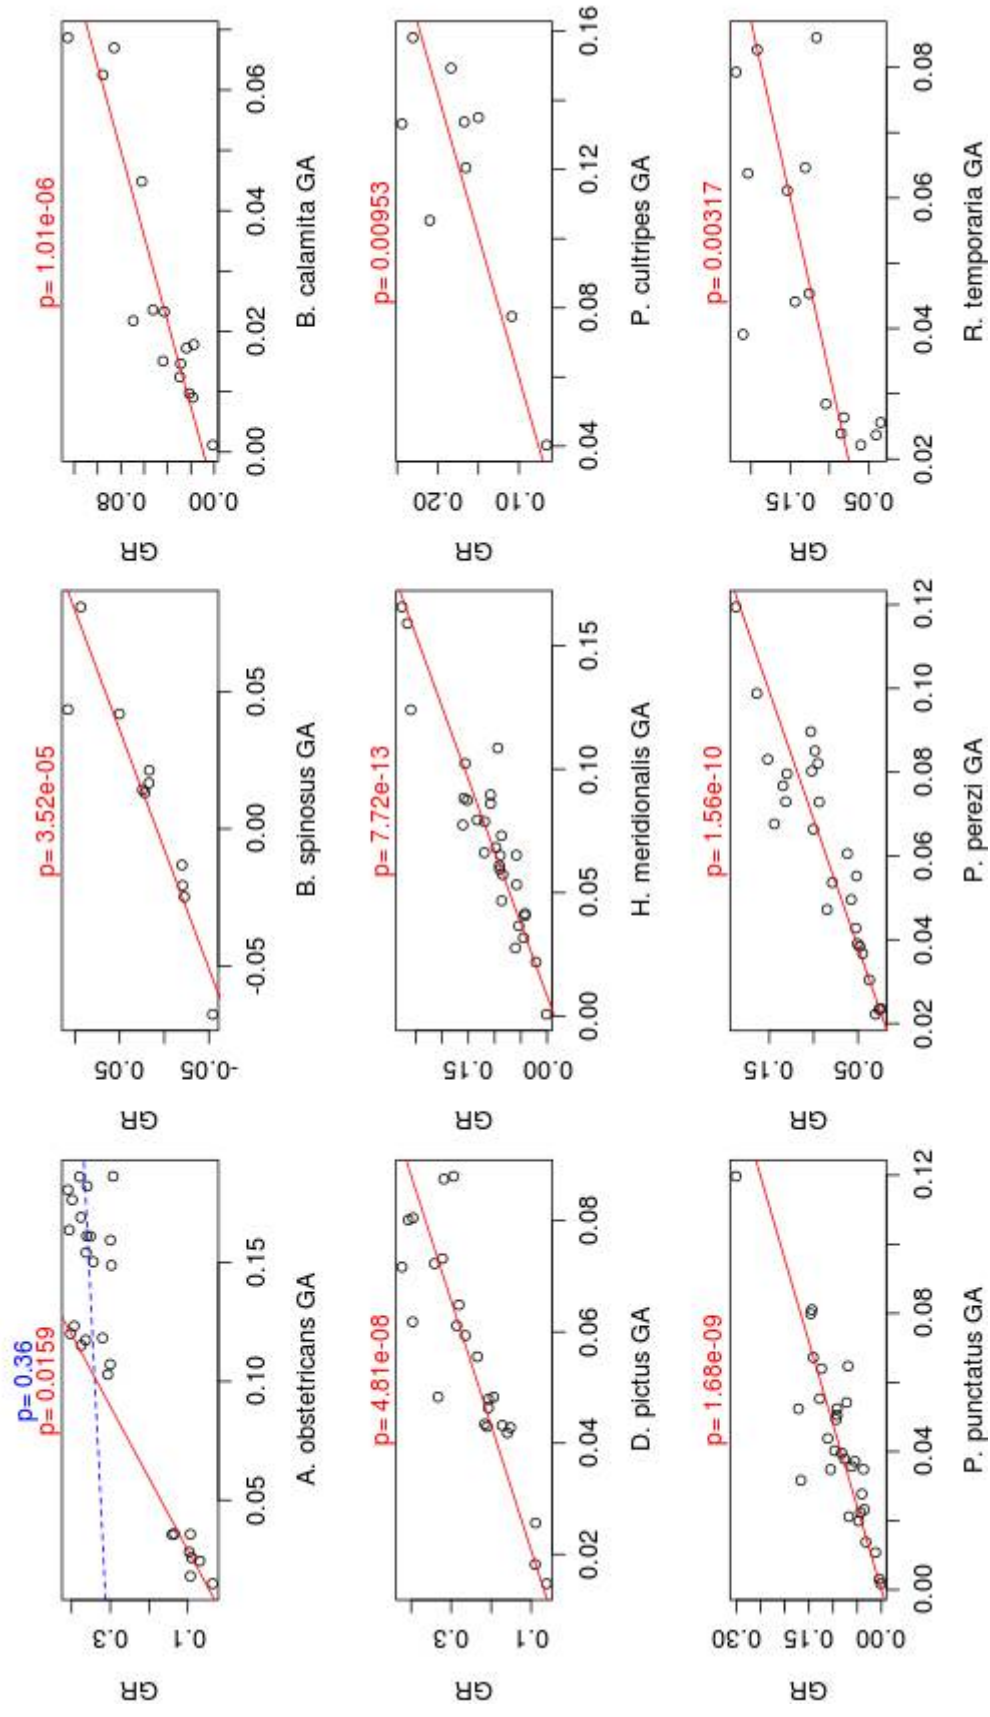 p= 0.36
p= 0.0159
GR
0.1 0.3
0.05 0.10 0.15
A. obstetricans GA
p= 3.52e-05
GR
-0.05 0.05
-0.05 0.00 0.05
B. spinosus GA
p= 1.01e-06
GR
0.00 0.08
0.00 0.02 0.04 0.06
B. calamita GA
p= 4.81e-08
GR
0.1 0.3
0.02 0.04 0.06 0.08
D. pictus GA
p= 7.72e-13
GR
0.00 0.15
0.00 0.05 0.10 0.15
H. meridionalis GA
p= 0.00953
GR
0.10 0.20
0.04 0.08 0.12 0.16
P. cultripes GA
p= 1.68e-09
GR
0.00 0.15 0.30
0.00 0.04 0.08 0.12
P. punctatus GA
p= 1.56e-10
GR
0.05 0.15
0.02 0.04 0.06 0.08 0.10 0.12
P. perezi GA
p= 0.00317
GR
0.05 0.15
0.02 0.04 0.06 0.08
R. temporaria GA